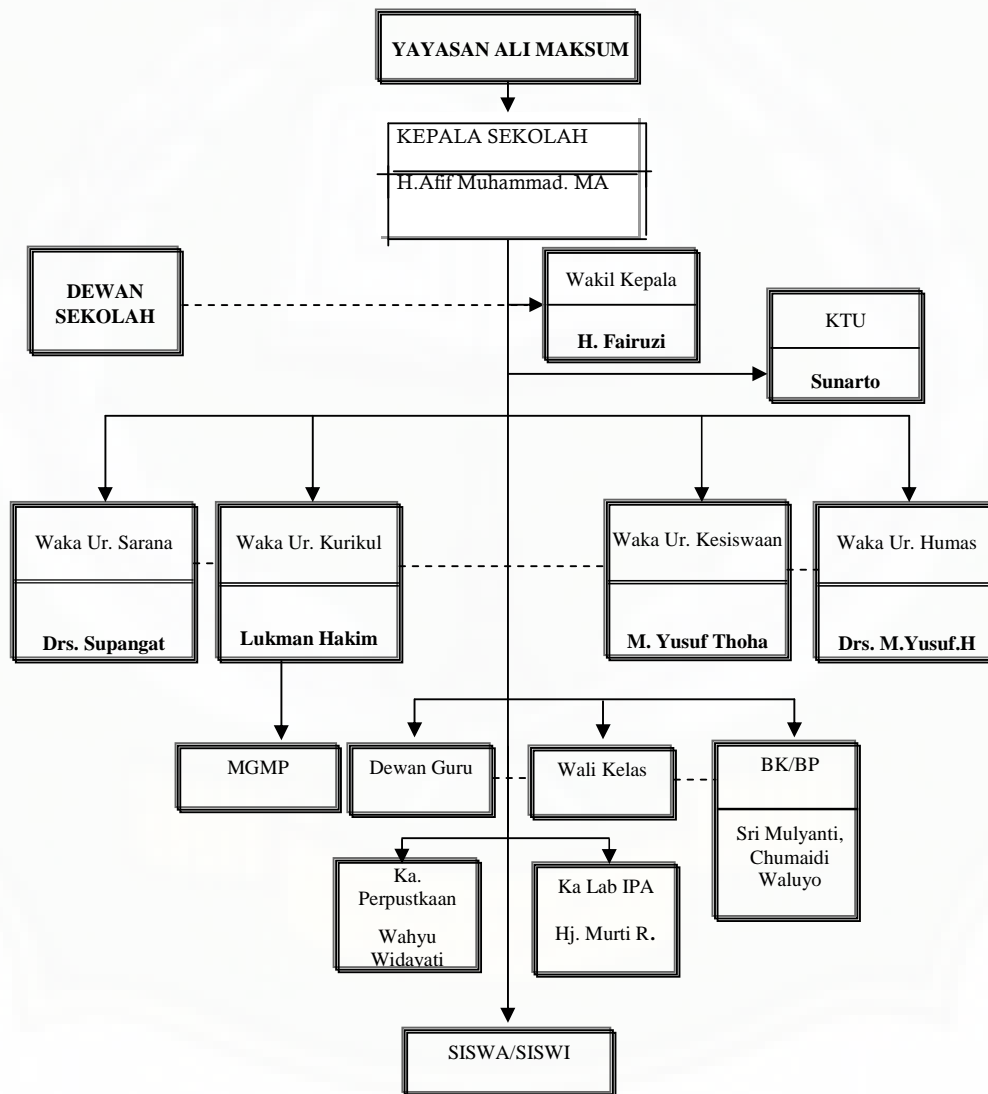 YAYASAN ALI MAKSUM
KEPALA SEKOLAH
H.Afif Muhammad. MA
DEWAN
SEKOLAH
Wakil Kepala
H. Fairuzi
KTU
Sunarto
Waka Ur. Sarana
Drs. Supangat
Waka Ur. Kurikul
Lukman Hakim
Waka Ur. Kesiswaan
M. Yusuf Thoha
Waka Ur. Humas
Drs. M.Yusuf.H
MGMP
Dewan Guru
Wali Kelas
BK/BP
Sri Mulyanti,
Chumaidi
Waluyo
Ka.
Perpustkaan
Wahyu
Widayati
Ka Lab IPA
Hj. Murti R.
SISWA/SISWI